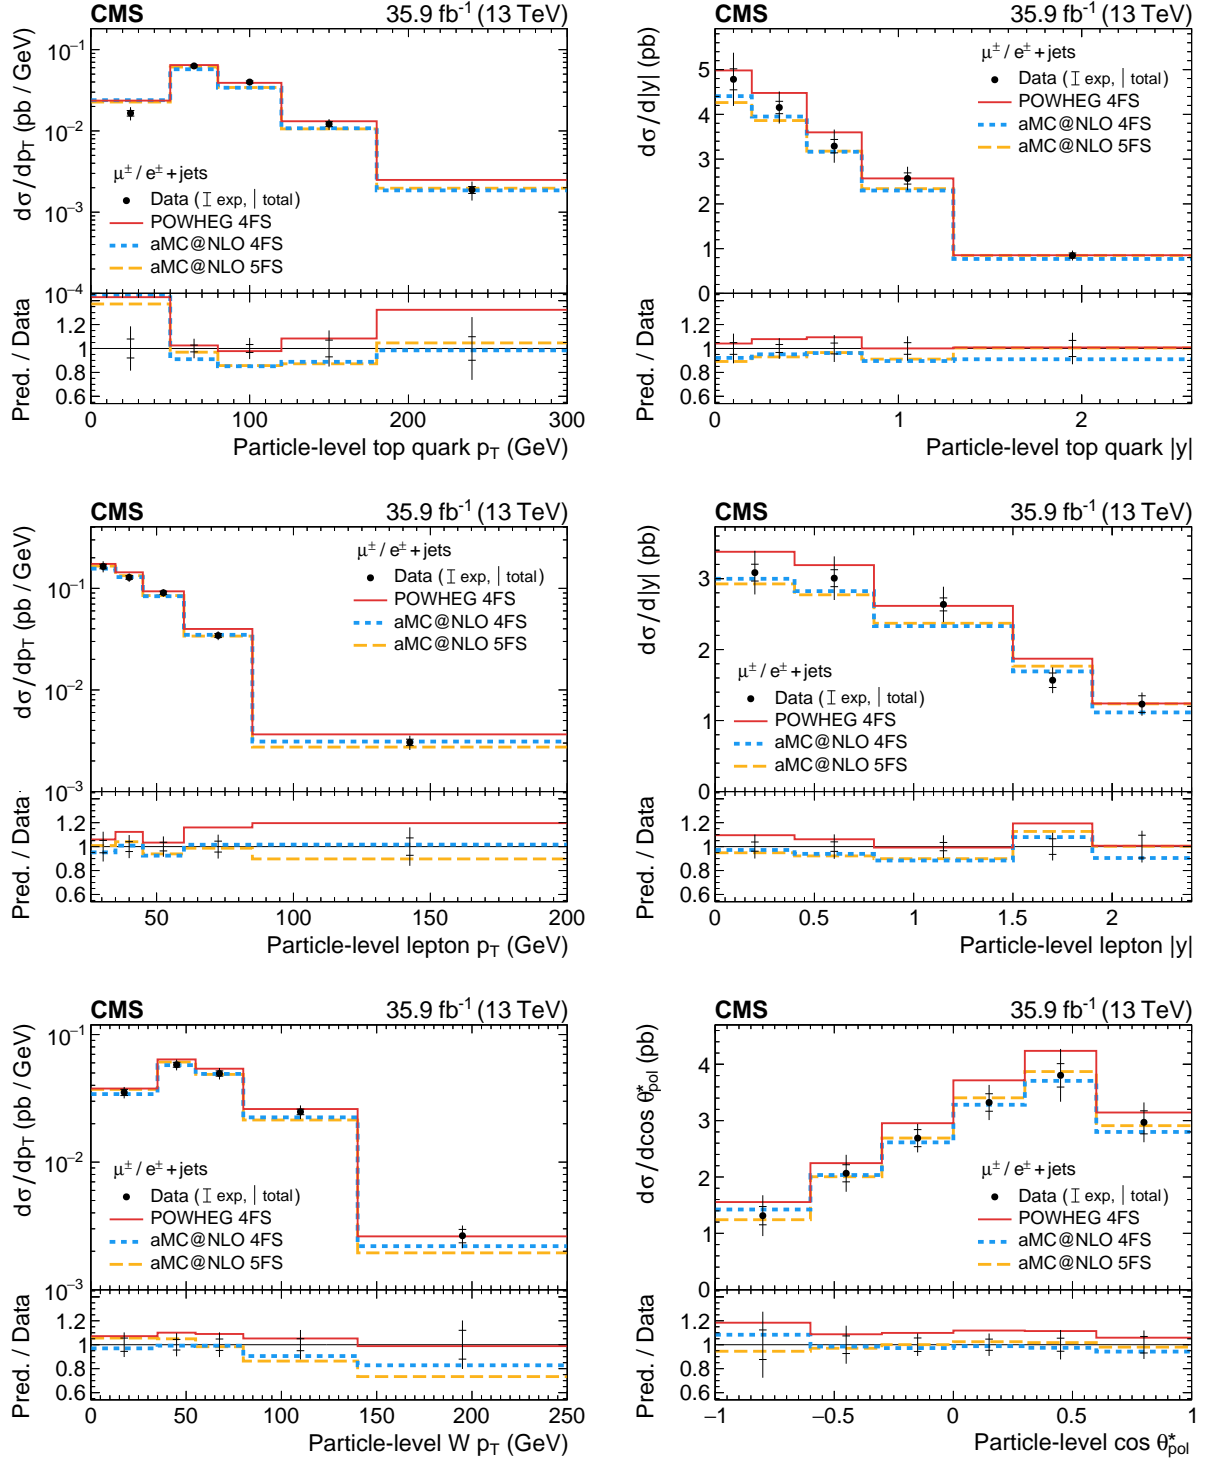 CMS 35.9 fb⁻¹ (13 TeV)
dσ/dp_T (pb / GeV)
10⁻¹
10⁻²
10⁻³
10⁻⁴
μ± / e± + jets
Data ( I exp, | total)
POWHEG 4FS
aMC@NLO 4FS
aMC@NLO 5FS
Pred. / Data
1.2
1
0.8
0.6
0 100 200 300
Particle-level top quark p_T (GeV)
CMS 35.9 fb⁻¹ (13 TeV)
dσ/d|y| (pb)
μ± / e± + jets
Data ( I exp, | total)
POWHEG 4FS
aMC@NLO 4FS
aMC@NLO 5FS
5
4
3
2
1
0
Pred. / Data
1.2
1
0.8
0.6
0 1 2
Particle-level top quark |y|
CMS 35.9 fb⁻¹ (13 TeV)
dσ/dp_T (pb / GeV)
μ± / e± + jets
Data ( I exp, | total)
POWHEG 4FS
aMC@NLO 4FS
aMC@NLO 5FS
10⁻¹
10⁻²
10⁻³
Pred. / Data
1.2
1
0.8
0.6
50 100 150 200
Particle-level lepton p_T (GeV)
CMS 35.9 fb⁻¹ (13 TeV)
dσ/d|y| (pb)
3
2
1
0
μ± / e± + jets
Data ( I exp, | total)
POWHEG 4FS
aMC@NLO 4FS
aMC@NLO 5FS
Pred. / Data
1.2
1
0.8
0.6
0 0.5 1 1.5 2
Particle-level lepton |y|
CMS 35.9 fb⁻¹ (13 TeV)
dσ/dp_T (pb / GeV)
10⁻¹
10⁻²
10⁻³
μ± / e± + jets
Data ( I exp, | total)
POWHEG 4FS
aMC@NLO 4FS
aMC@NLO 5FS
Pred. / Data
1.2
1
0.8
0.6
0 50 100 150 200 250
Particle-level W p_T (GeV)
CMS 35.9 fb⁻¹ (13 TeV)
dσ/dcos θ*_pol (pb)
4
3
2
1
0
μ± / e± + jets
Data ( I exp, | total)
POWHEG 4FS
aMC@NLO 4FS
aMC@NLO 5FS
Pred. / Data
1.2
1
0.8
0.6
−1 −0.5 0 0.5 1
Particle-level cos θ*_pol